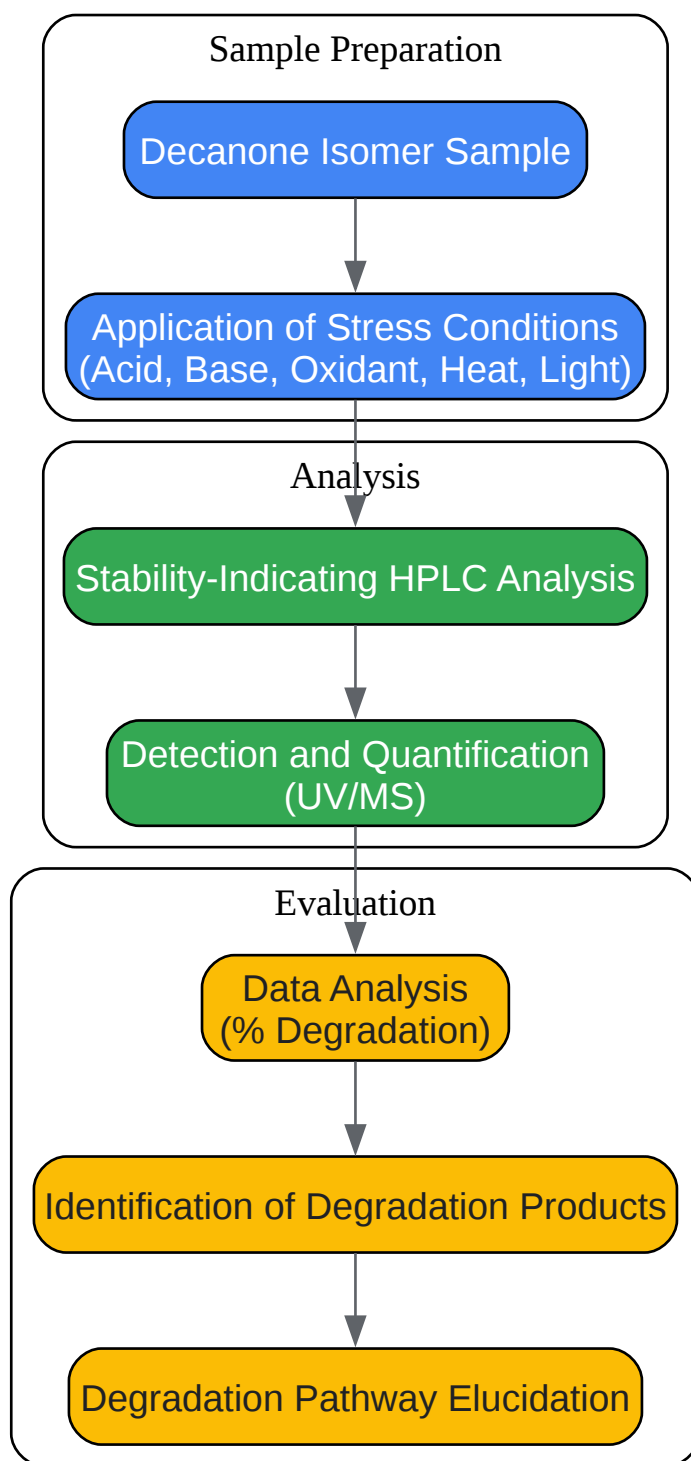 Sample Preparation
Decanone Isomer Sample
Application of Stress Conditions
(Acid, Base, Oxidant, Heat, Light)
Analysis
Stability-Indicating HPLC Analysis
Detection and Quantification
(UV/MS)
Evaluation
Data Analysis
(% Degradation)
Identification of Degradation Products
Degradation Pathway Elucidation